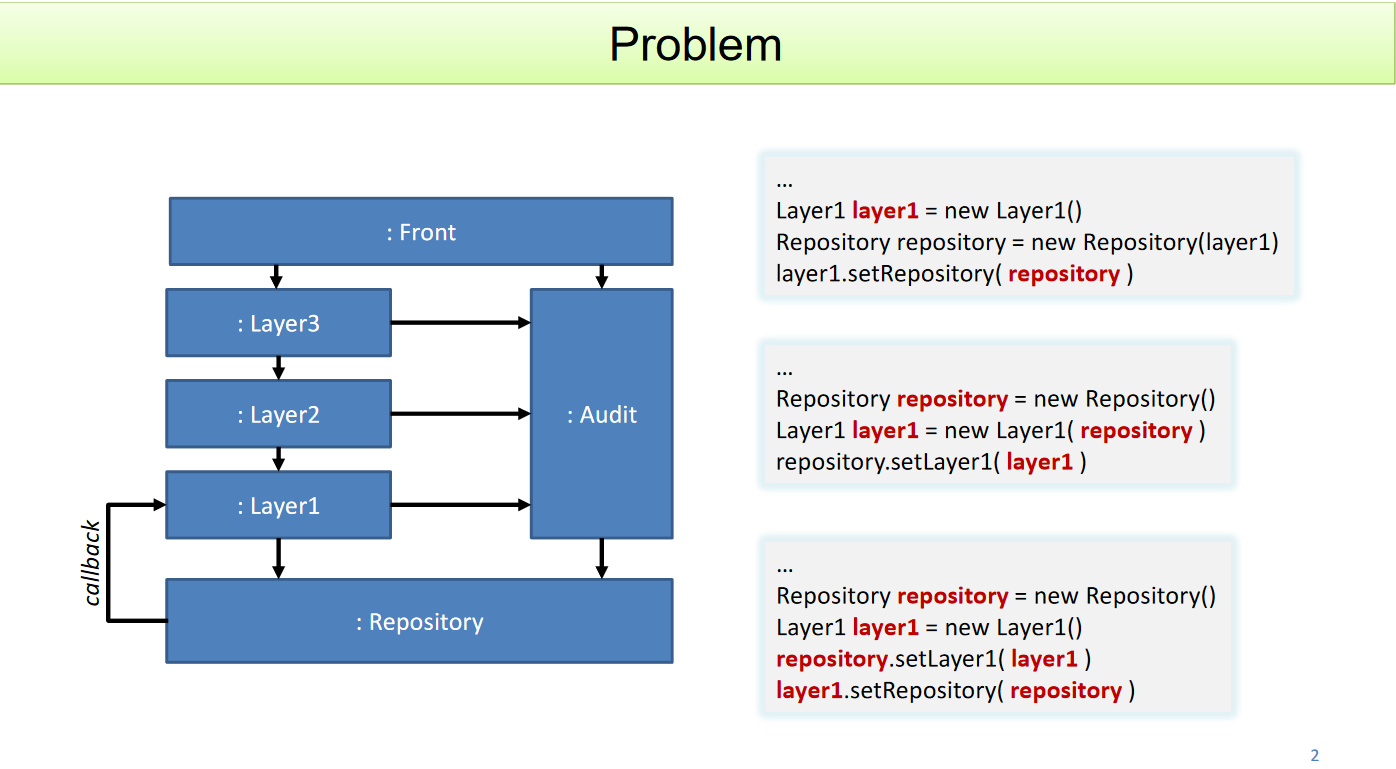 Problem
: Front
: Layer3
: Layer2
: Audit
: Layer1
callback
: Repository
...
Layer1 layer1 = new Layer1()
Repository repository = new Repository(layer1)
layer1.setRepository( repository )
...
Repository repository = new Repository()
Layer1 layer1 = new Layer1( repository )
repository.setLayer1( layer1 )
...
Repository repository = new Repository()
Layer1 layer1 = new Layer1()
repository.setLayer1( layer1 )
layer1.setRepository( repository )
2